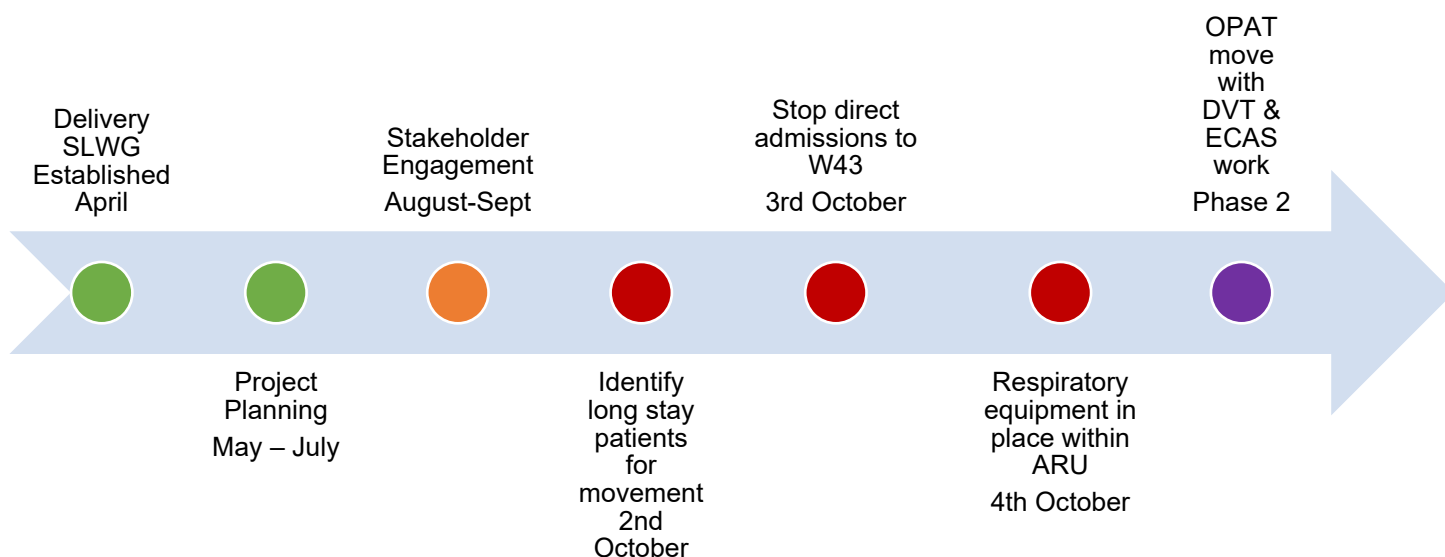 Delivery
SLWG
Established
April
Project
Planning
May – July
Stakeholder
Engagement
August-Sept
Identify
long stay
patients
for
movement
2nd
October
Stop direct
admissions to
W43
3rd October
Respiratory
equipment in
place within
ARU
4th October
OPAT
move
with
DVT &
ECAS
work
Phase 2